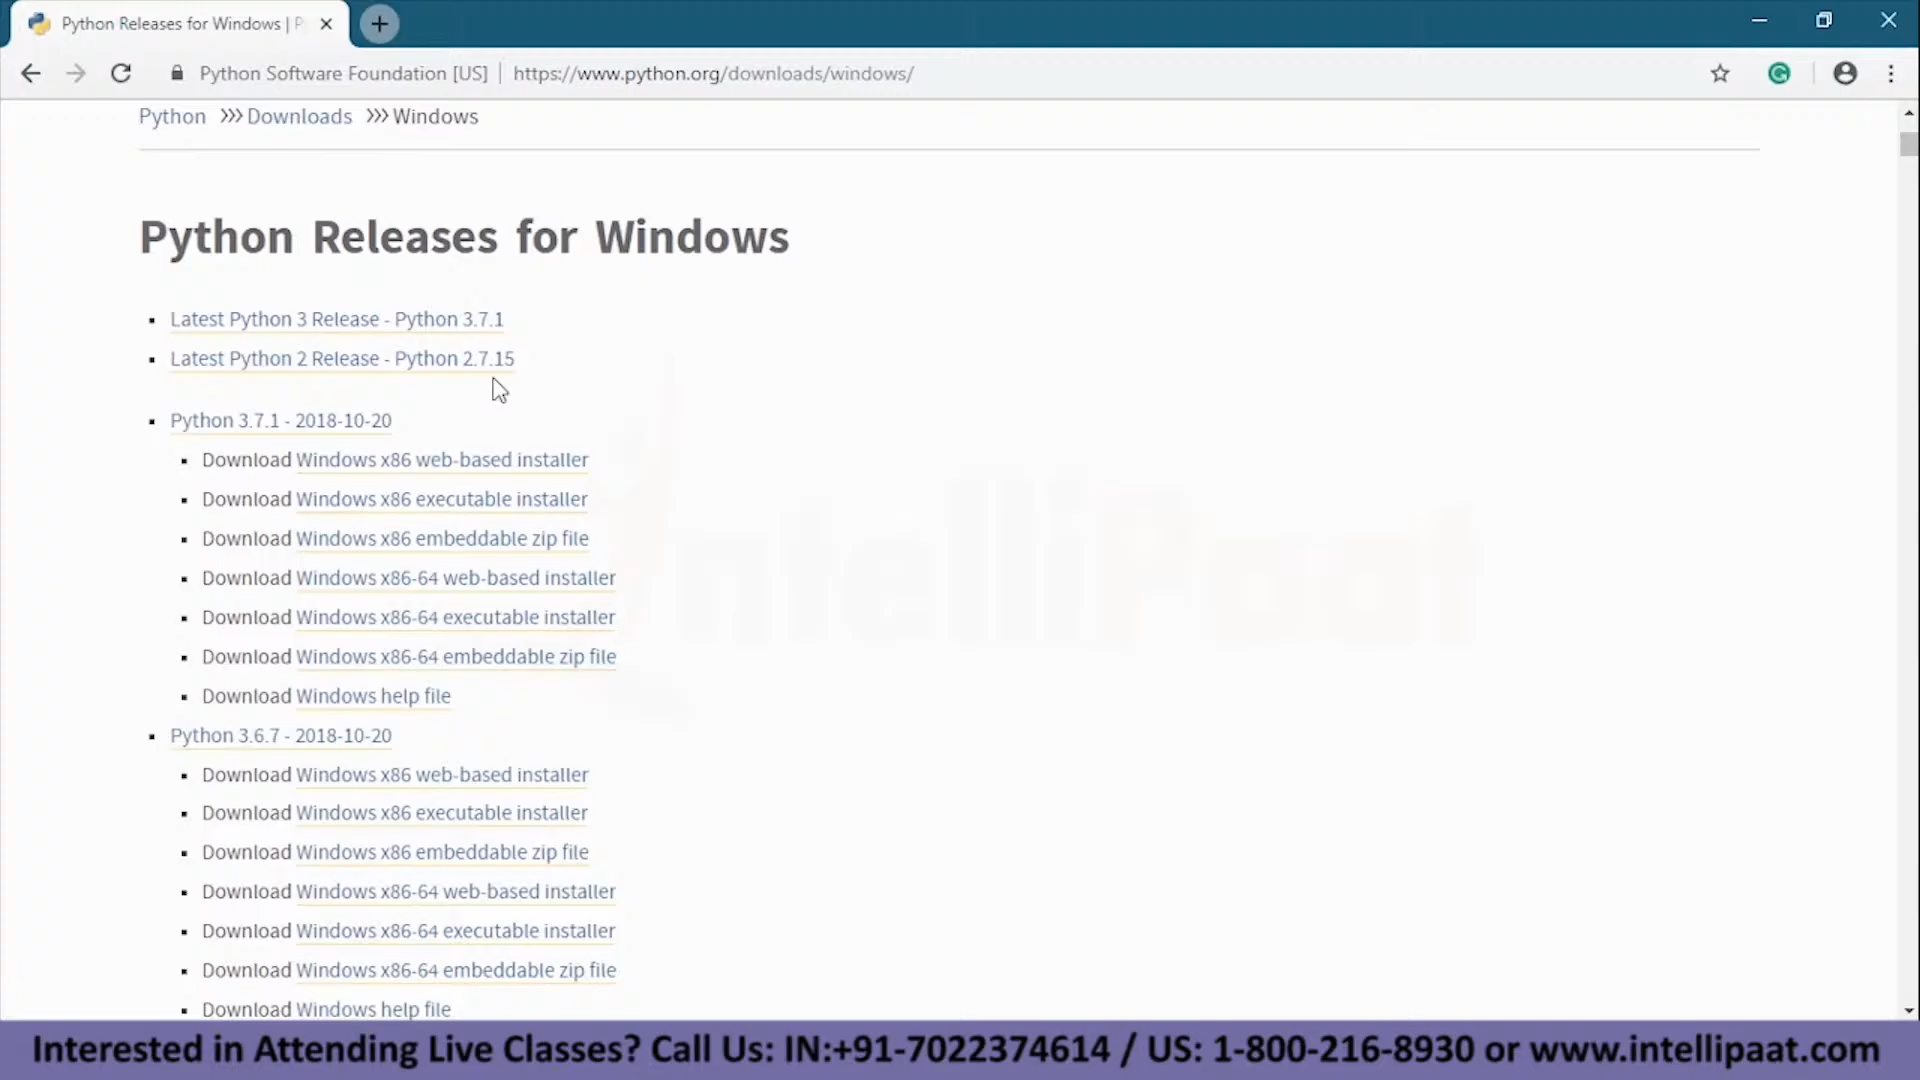 Python Releases for Windows | P
Python Software Foundation [US] | https://www.python.org/downloads/windows/
Python >>> Downloads >>> Windows
Python Releases for Windows
Latest Python 3 Release - Python 3.7.1
Latest Python 2 Release - Python 2.7.15
Python 3.7.1 - 2018-10-20
Download Windows x86 web-based installer
Download Windows x86 executable installer
Download Windows x86 embeddable zip file
Download Windows x86-64 web-based installer
Download Windows x86-64 executable installer
Download Windows x86-64 embeddable zip file
Download Windows help file
Python 3.6.7 - 2018-10-20
Download Windows x86 web-based installer
Download Windows x86 executable installer
Download Windows x86 embeddable zip file
Download Windows x86-64 web-based installer
Download Windows x86-64 executable installer
Download Windows x86-64 embeddable zip file
Download Windows help file
IntelliPaat
Interested in Attending Live Classes? Call Us: IN:+91-7022374614 / US: 1-800-216-8930 or www.intellipaat.com